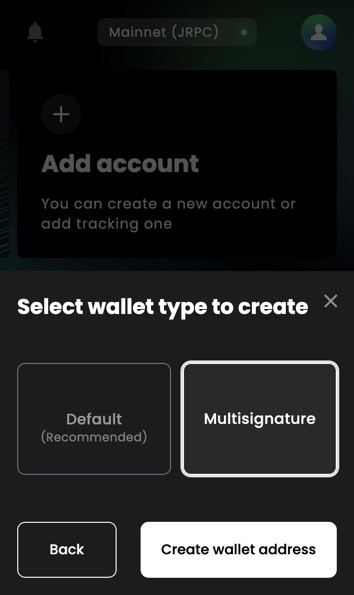 Mainnet (JRPC)
Add account
You can create a new account or
add tracking one
Select wallet type to create
Default
(Recommended)
Multisignature
Back
Create wallet address